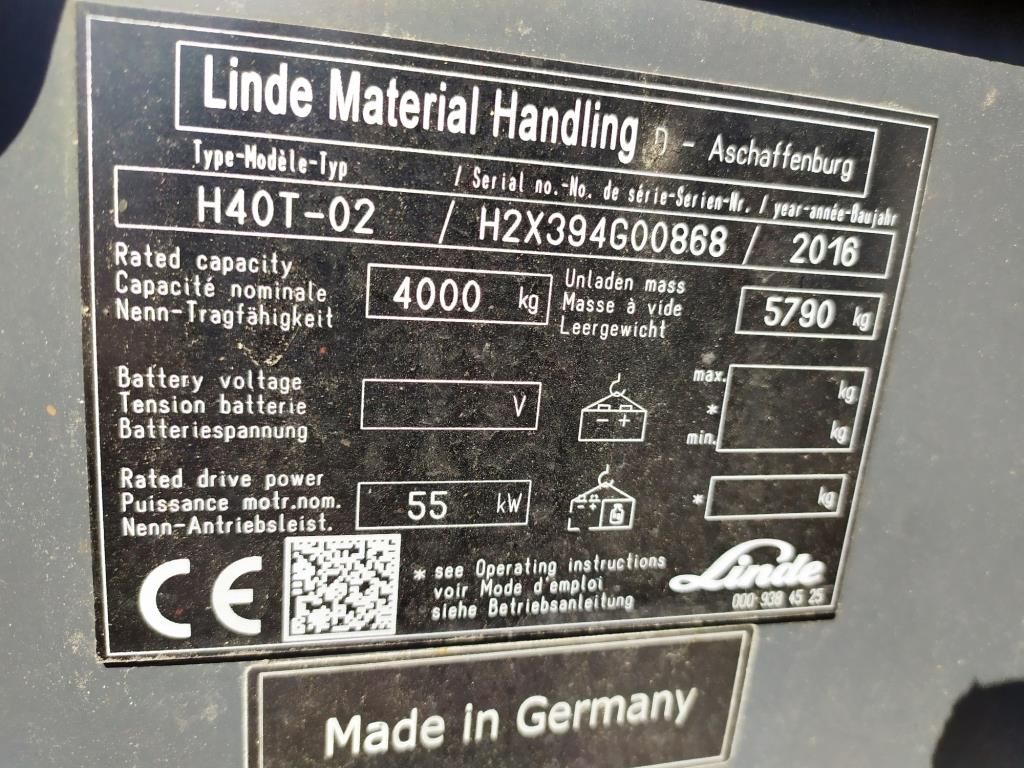 Linde Material Handling D - Aschaffenburg
Type-Modèle-Typ / Serial no.-No. de série-Serien-Nr. / year-année-Baujahr
H40T-02 / H2X394G00868 / 2016
Rated capacity
Capacité nominale
Nenn-Tragfähigkeit
4000 kg
Unladen mass
Masse à vide
Leergewicht
5790 kg
Battery voltage
Tension batterie
Batteriespannung
V
- +
max. kg
*
min. kg
Rated drive power
Puissance motr.nom.
Nenn-Antriebsleist.
55 kW
* kg
CE
* see Operating instructions
voir Mode d'emploi
siehe Betriebsanleitung
Linde
000 938 45 25
Made in Germany